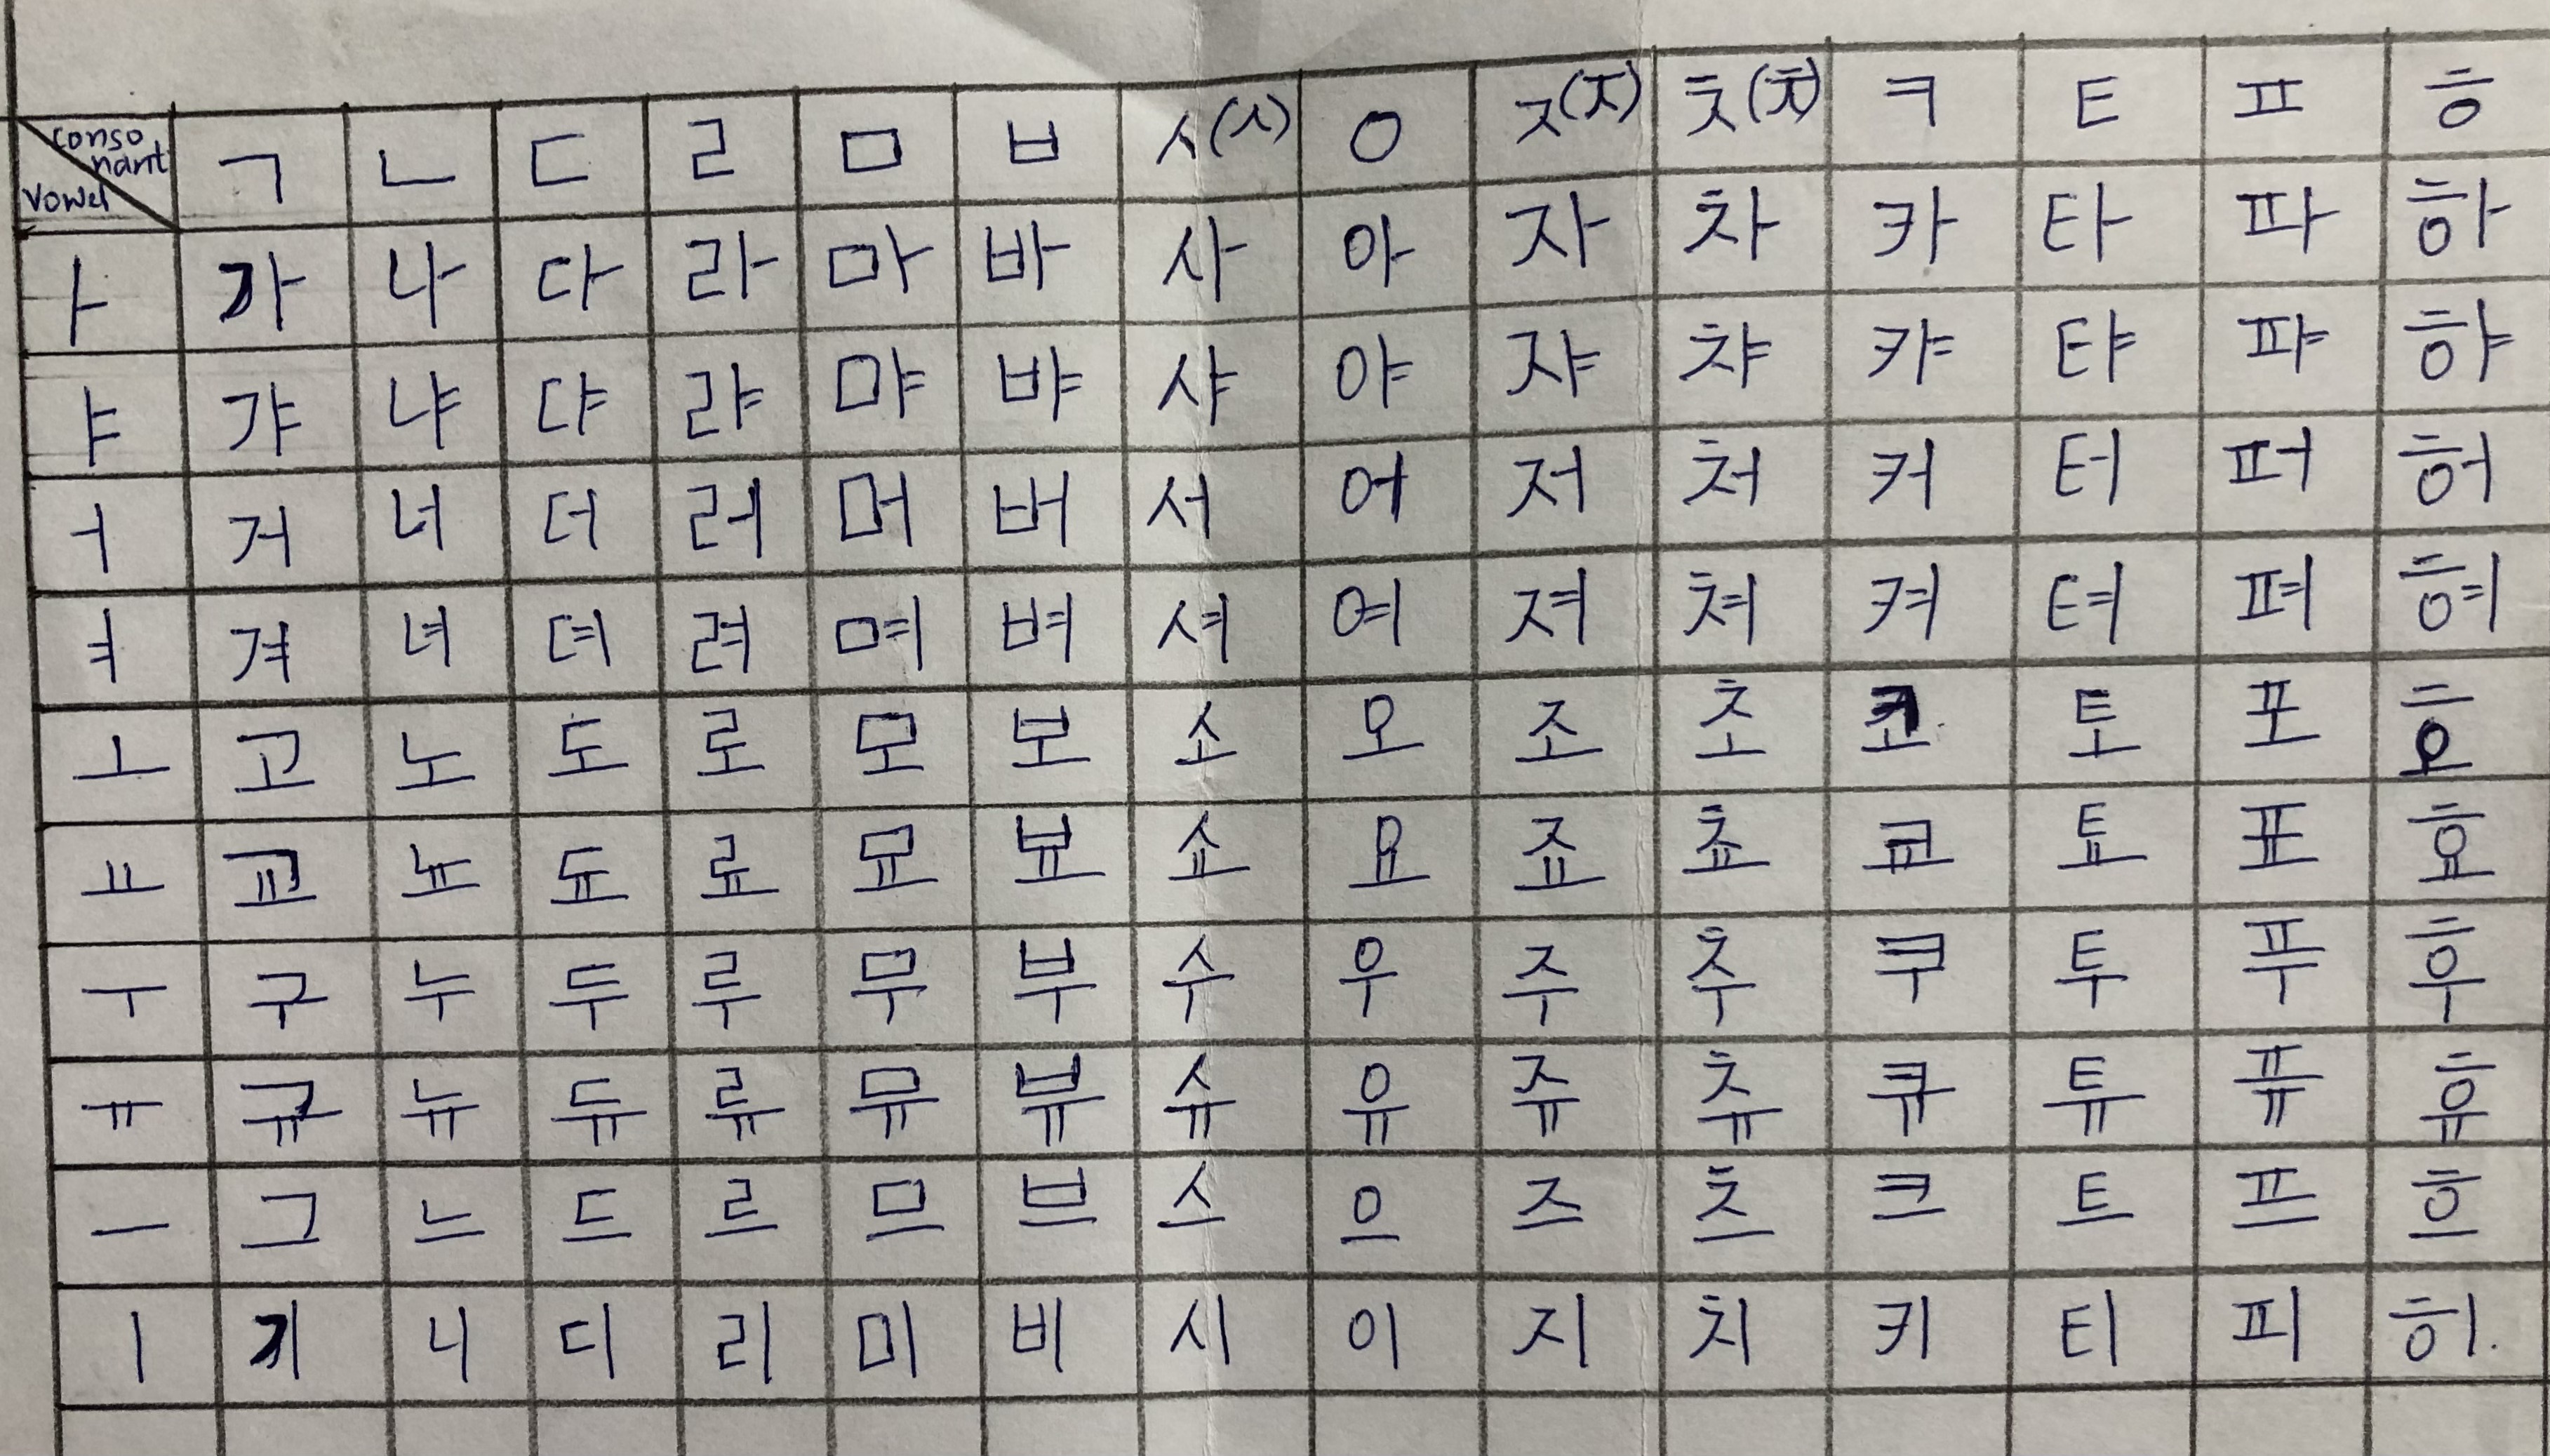 consonant vowel ㄱ ㄴ ㄷ ㄹ ㅁ ㅂ ㅅ(ㅅ) ㅇ ㅈ(ㅈ) ㅊ(ㅊ) ㅋ ㅌ ㅍ ㅎ
ㅏ 가 나 다 라 마 바 사 아 자 차 카 타 파 하
ㅑ 갸 냐 댜 랴 먀 뱌 샤 야 쟈 챠 캬 탸 퍄 햐
ㅓ 거 너 더 러 머 버 서 어 저 처 커 터 퍼 허
ㅕ 겨 녀 뎌 려 며 벼 셔 여 져 쳐 켜 텨 펴 혀
ㅗ 고 노 도 로 모 보 소 오 조 초 코 토 포 호
ㅛ 교 뇨 됴 료 묘 뵤 쇼 요 죠 쵸 쿄 툐 표 효
ㅜ 구 누 두 루 무 부 수 우 주 추 쿠 투 푸 후
ㅠ 규 뉴 듀 류 뮤 뷰 슈 유 쥬 츄 큐 튜 퓨 휴
ㅡ 그 느 드 르 므 브 스 으 즈 츠 크 트 프 흐
ㅣ 기 니 디 리 미 비 시 이 지 치 키 티 피 히.